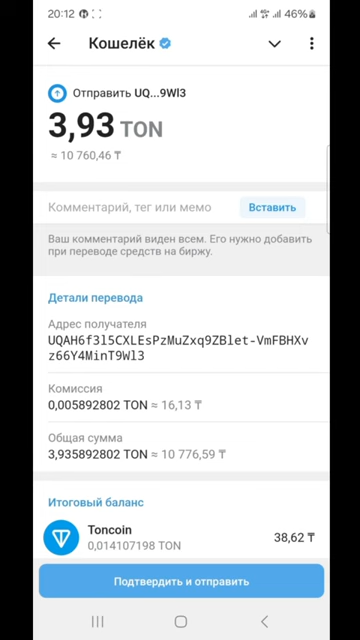 20:12 46%
Кошелёк
Отправить UQ...9Wl3
3,93 TON
≈ 10 760,46 ₸
Комментарий, тег или мемо Вставить
Ваш комментарий виден всем. Его нужно добавить
при переводе средств на биржу.
Детали перевода
Адрес получателя
UQAH6f3l5CXLEsPzMuZxq9ZBlet-VmFBHXv
z66Y4MinT9Wl3
Комиссия
0,005892802 TON ≈ 16,13 ₸
Общая сумма
3,935892802 TON ≈ 10 776,59 ₸
Итоговый баланс
Toncoin
38,62 ₸
0,014107198 TON
Подтвердить и отправить